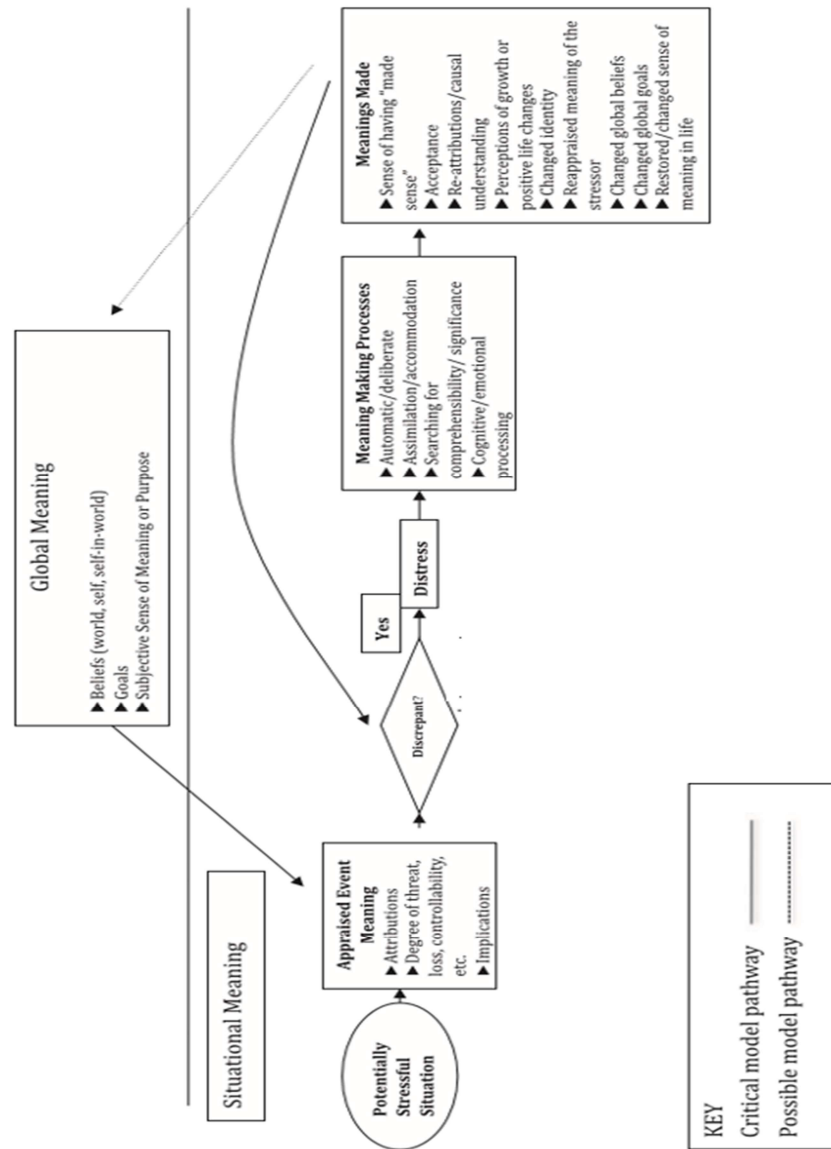 Global Meaning
▶Beliefs (world, self, self-in-world)
▶Goals
▶Subjective Sense of Meaning or Purpose
Situational Meaning
Potentially
Stressful
Situation
Appraised Event
Meaning
▶Attributions
▶Degree of threat,
loss, controllability,
etc.
▶Implications
Discrepant?
Yes
Distress
Meaning Making Processes
▶Automatic/deliberate
▶Assimilation/accommodation
▶Searching for
comprehensibility/ significance
▶Cognitive/emotional
processing
Meanings Made
▶Sense of having "made
sense"
▶Acceptance
▶Re-attributions/causal
understanding
▶Perceptions of growth or
positive life changes
▶Changed identity
▶Reappraised meaning of the
stressor
▶Changed global beliefs
▶Changed global goals
▶Restored/changed sense of
meaning in life
KEY
Critical model pathway
Possible model pathway